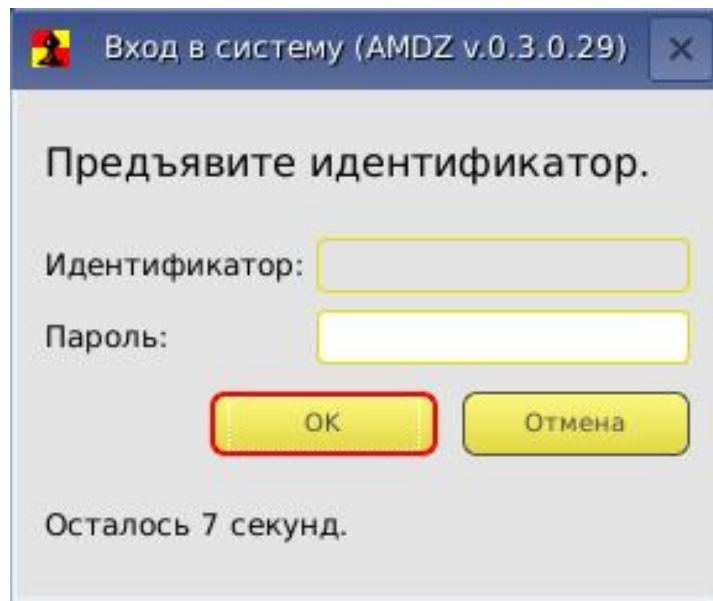 Вход в систему (AMDZ v.0.3.0.29)
Предъявите идентификатор.
Идентификатор:
Пароль:
OK Отмена
Осталось 7 секунд.